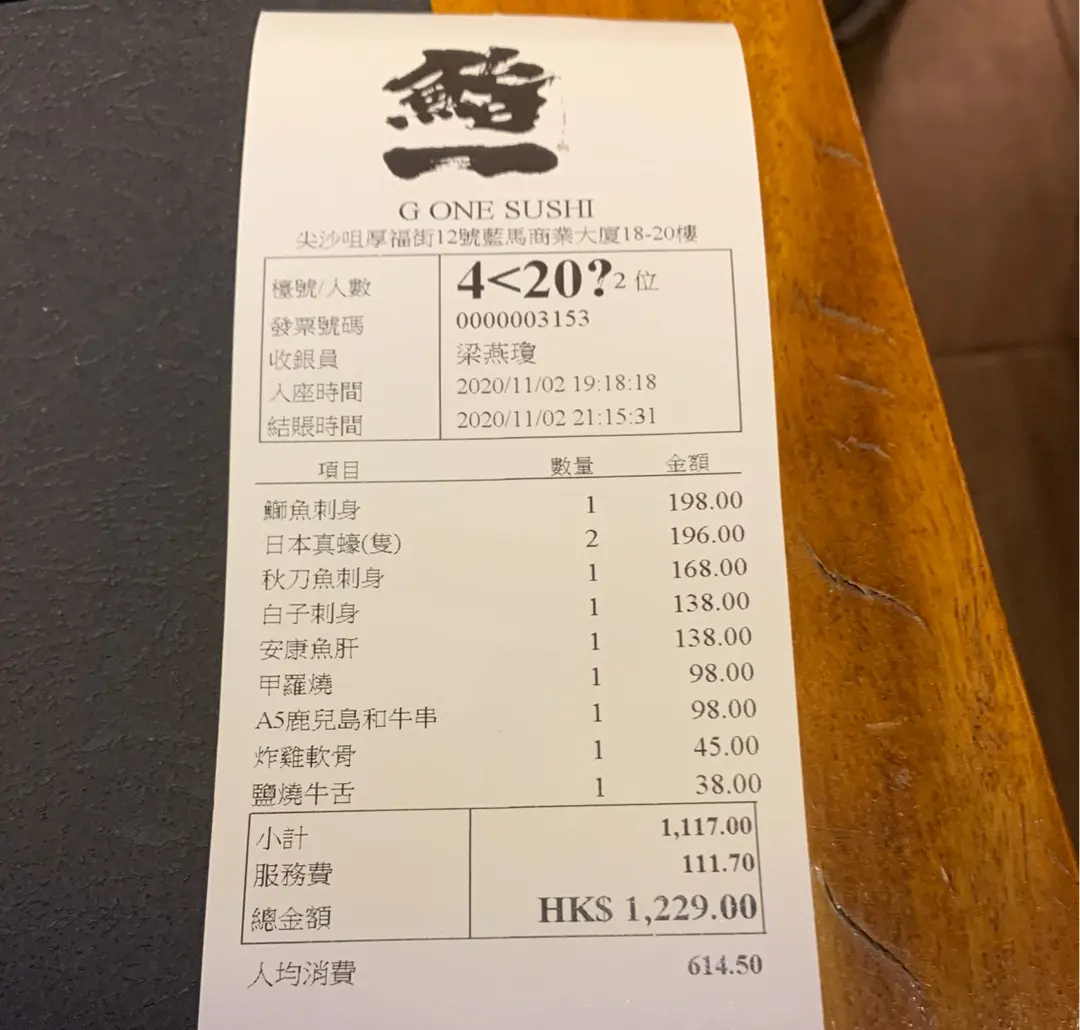 鮨一
G ONE SUSHI
尖沙咀厚福街12號藍馬商業大廈18-20樓
檯號/人數 4<20?2 位
發票號碼 0000003153
收銀員 梁燕瓊
入座時間 2020/11/02 19:18:18
結賬時間 2020/11/02 21:15:31
項目 數量 金額
鰤魚刺身 1 198.00
日本真蠔(隻) 2 196.00
秋刀魚刺身 1 168.00
白子刺身 1 138.00
安康魚肝 1 138.00
甲羅燒 1 98.00
A5鹿兒島和牛串 1 98.00
炸雞軟骨 1 45.00
鹽燒牛舌 1 38.00
小計 1,117.00
服務費 111.70
總金額 HK$ 1,229.00
人均消費 614.50